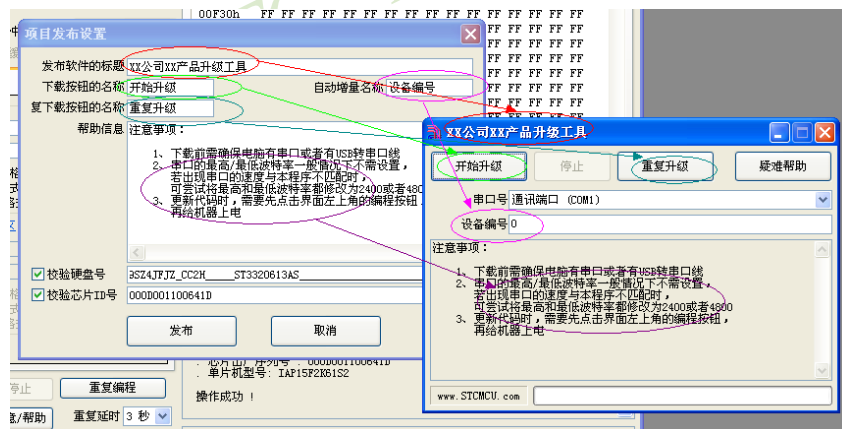 00F30h FF FF FF FF FF FF FF FF FF FF FF FF FF FF FF FF
项目发布设置
发布软件的标题 XX公司XX产品升级工具
下载按钮的名称 开始升级 自动增量名称 设备编号
复下载按钮的名称 重复升级
帮助信息 注意事项:
1、下载前需确保电脑有串口或者有USB转串口线
2、串口的最高/最低波特率一般情况下不需设置,
若出现串口的速度与本程序不匹配时,
可尝试将最高和最低波特率都修改为2400或者480
3、更新代码时,需要先点击界面左上角的编程按钮,
再给机器上电
校验硬盘号 3SZ4JFJZ_CC2H_____ST3320613AS
校验芯片ID号 000D001100641D
发布 取消
芯片出厂序列号 : 000D001100641D
. 单片机型号: IAP15F2K61S2
操作成功 !
停止 重复编程
/帮助 重复延时 3 秒
XX公司XX产品升级工具
开始升级 停止 重复升级 疑难帮助
串口号 通讯端口 (COM1)
设备编号 0
注意事项:
1、下载前需确保电脑有串口或者有USB转串口线
2、串口的最高/最低波特率一般情况下不需设置,
若出现串口的速度与本程序不匹配时,
可尝试将最高和最低波特率都修改为2400或者4800
3、更新代码时,需要先点击界面左上角的编程按钮,
再给机器上电
www.STCMCU.com